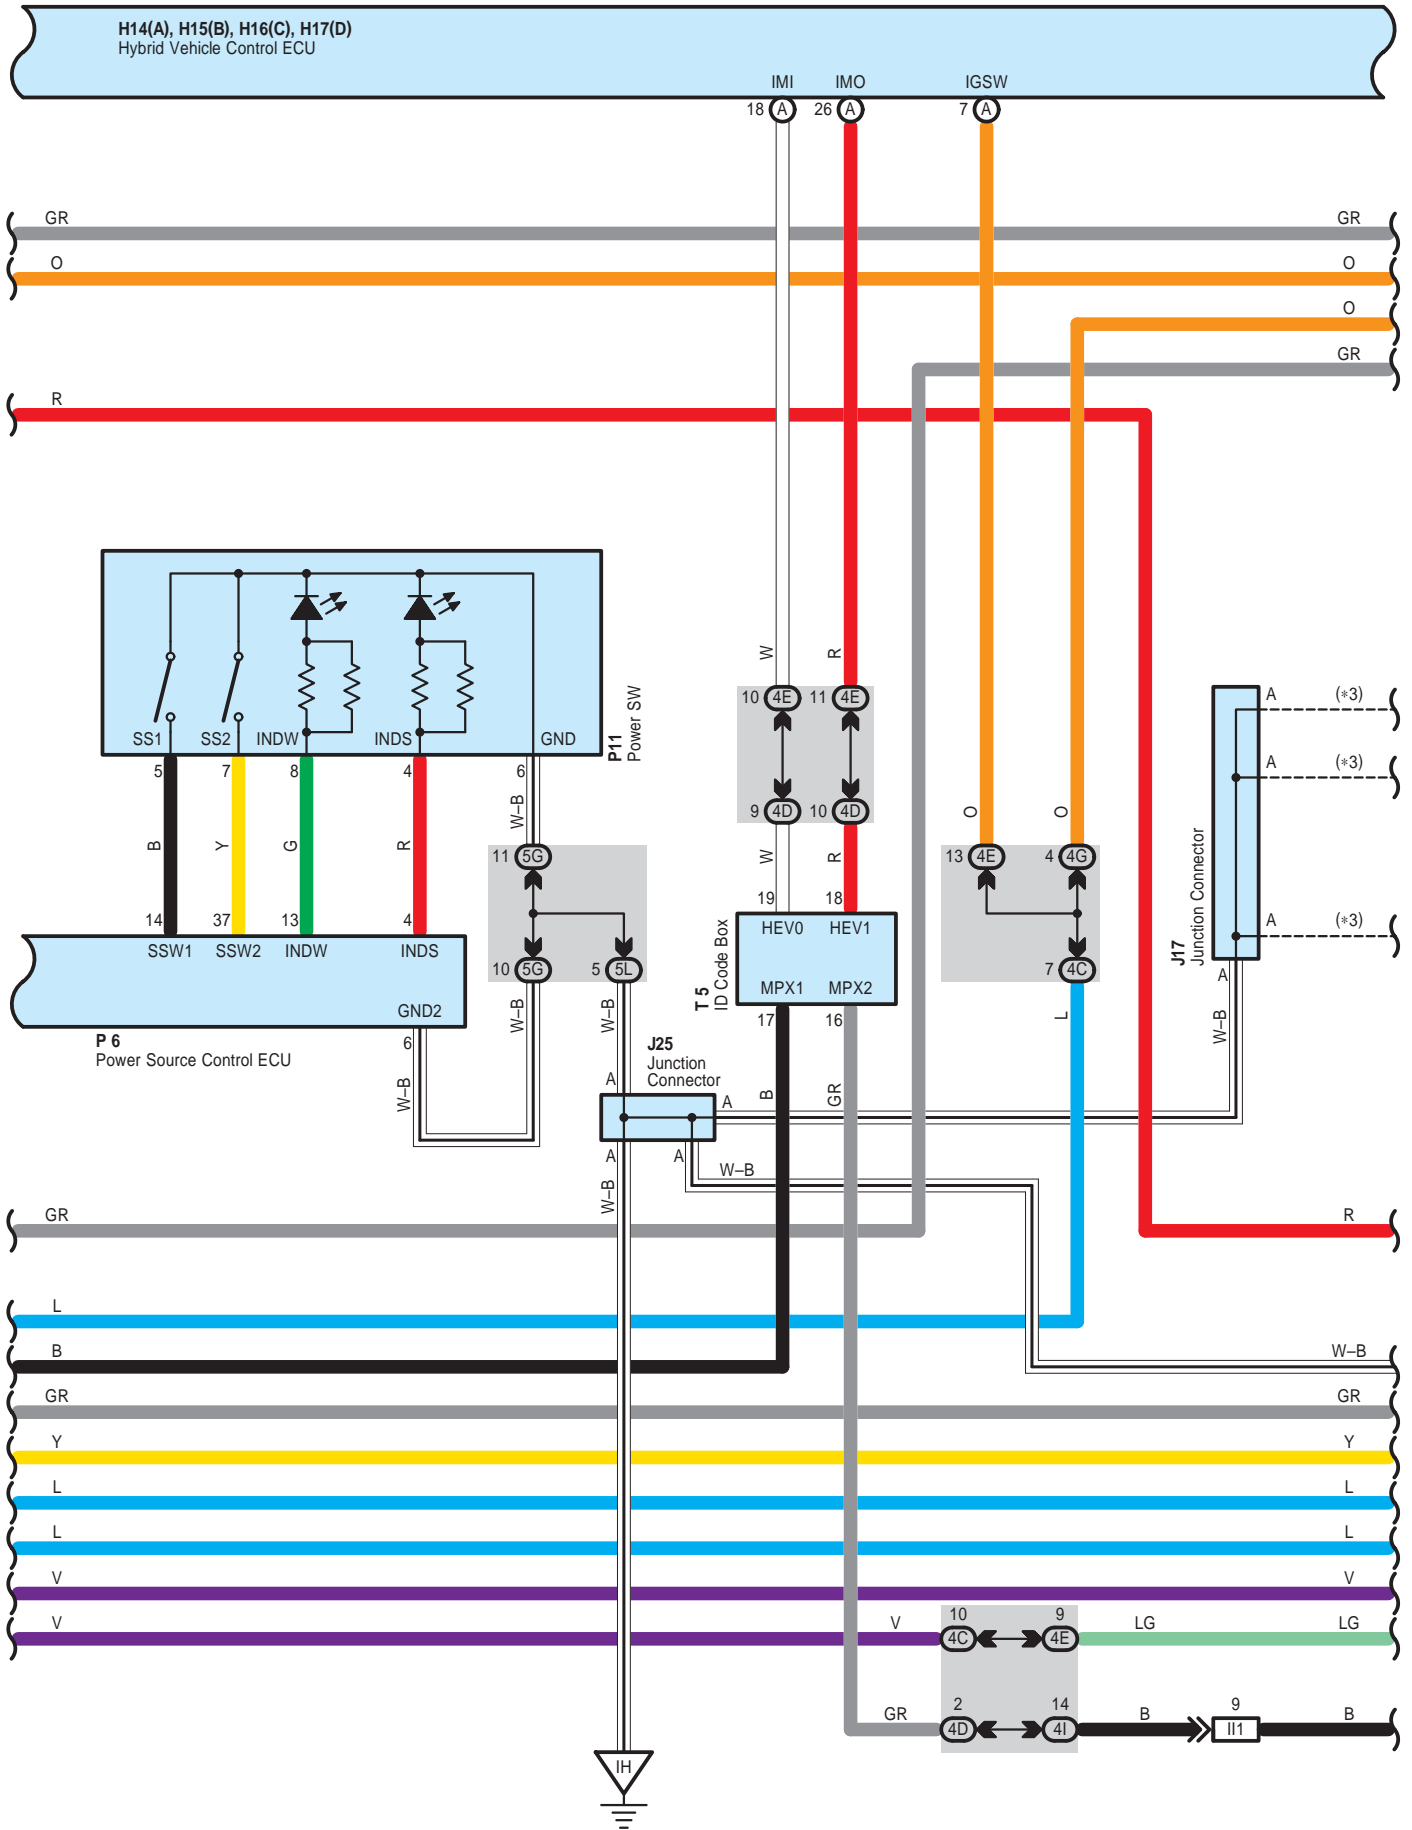 H14(A), H15(B), H16(C), H17(D)
Hybrid Vehicle Control ECU
IMI IMO IGSW
18 A 26 A 7 A
GR GR
O O
O
GR
R
W R
10 4E 11 4E
P11
Power SW
SS1 SS2 INDW INDS GND
5 7 8 4 6
W–B
B Y G R
A (*3)
A (*3)
A (*3)
J17
Junction Connector
A
W–B
9 4D 10 4D
O O
11 5G
13 4E 4 4G
W R
14 37 13 4
19 18
SSW1 SSW2 INDW INDS
HEV0 HEV1
10 5G 5 5L
7 4C
T 5
ID Code Box
MPX1 MPX2
GND2
17 16
6
W–B W–B
L
P 6
Power Source Control ECU
J25
Junction
Connector
W–B
A
A
B GR
A A
W–B
W–B
GR R
L
B W–B
GR GR
Y Y
L L
L L
V V
V V 10 9 LG LG
4C 4E
GR 2 14 B 9 B
4D 4I II1
IH